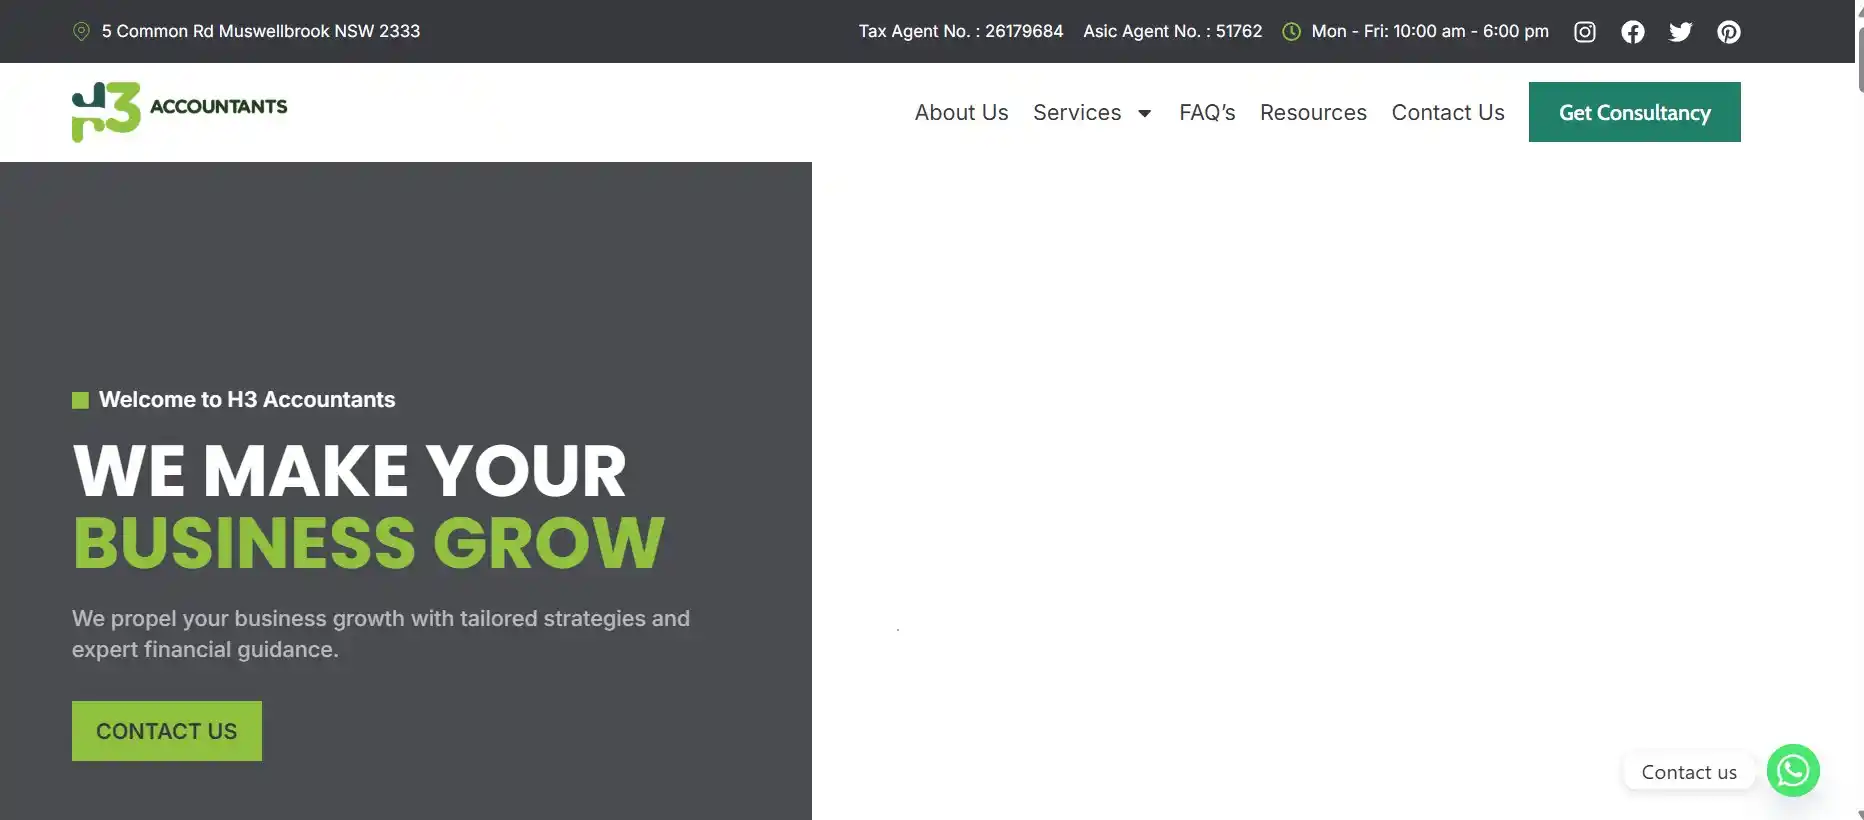 5 Common Rd Muswellbrook NSW 2333
Tax Agent No. : 26179684
Asic Agent No. : 51762
Mon - Fri: 10:00 am - 6:00 pm
H3 ACCOUNTANTS
About Us
Services
FAQ’s
Resources
Contact Us
Get Consultancy
Welcome to H3 Accountants
WE MAKE YOUR
BUSINESS GROW
We propel your business growth with tailored strategies and
expert financial guidance.
CONTACT US
Contact us